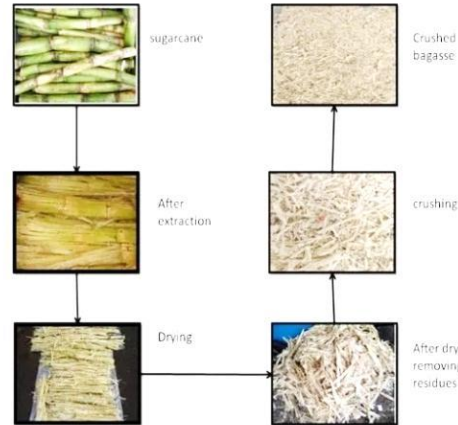 sugarcane
After
extraction
Drying
After dry
removing
residues
crushing
Crushed
bagasse